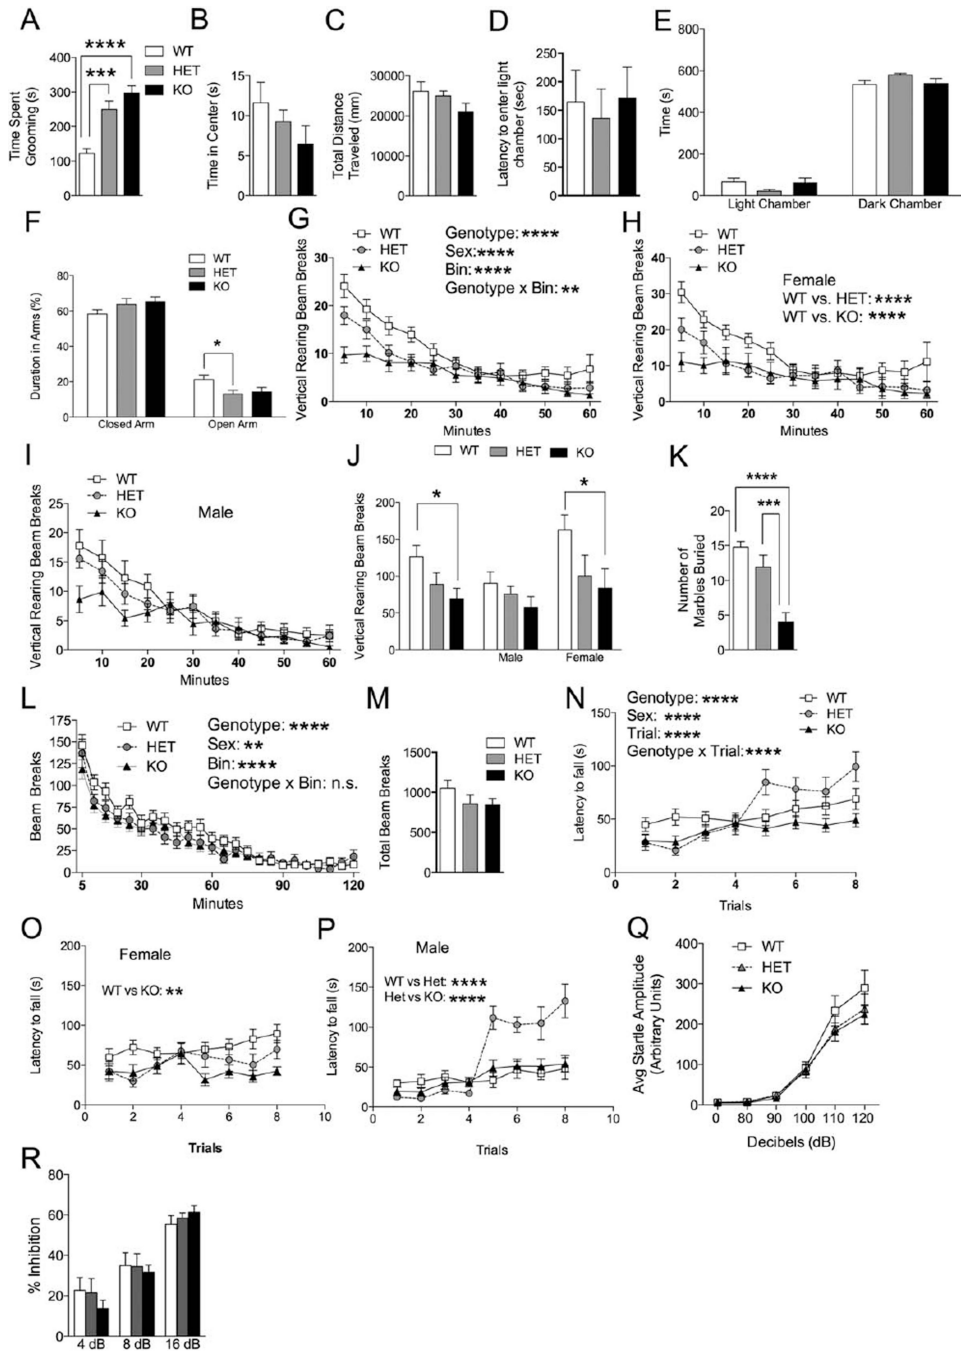 A
****
***
WT
HET
KO
Time Spent
Grooming (s)
400
300
200
100
0
B
Time in Center (s)
15
10
5
0
C
Total Distance
Traveled (mm)
30000
20000
10000
0
D
Latency to enter light
chamber (sec)
250
200
150
100
50
0
E
Time (s)
800
600
400
200
0
Light Chamber
Dark Chamber
F
WT
HET
KO
Duration in Arms (%)
80
60
40
20
0
*
Closed Arm
Open Arm
G
WT
HET
KO
Genotype: ****
Sex: ****
Bin: ****
Genotype x Bin: **
Vertical Rearing Beam Breaks
30
20
10
0
10 20 30 40 50 60
Minutes
H
WT
HET
KO
Female
WT vs. HET: ****
WT vs. KO: ****
Vertical Rearing Beam Breaks
40
30
20
10
0
10 20 30 40 50 60
Minutes
I
WT
HET
KO
Male
Vertical Rearing Beam Breaks
25
20
15
10
5
0
10 20 30 40 50 60
Minutes
J
WT HET KO
Vertical Rearing Beam Breaks
200
150
100
50
0
*
*
Male
Female
K
****
***
Number of
Marbles Buried
20
15
10
5
0
L
WT
HET
KO
Genotype: ****
Sex: **
Bin: ****
Genotype x Bin: n.s.
Beam Breaks
175
150
125
100
75
50
25
0
5 30 60 90 120
Minutes
M
WT
HET
KO
Total Beam Breaks
1500
1000
500
0
N
Genotype: ****
Sex: ****
Trial: ****
Genotype x Trial: ****
WT
HET
KO
Latency to fall (s)
150
100
50
0
0 2 4 6 8
Trials
O
Female
WT vs KO: **
Latency to fall (s)
200
150
100
50
0
0 2 4 6 8 10
Trials
P
Male
WT vs Het: ****
Het vs KO: ****
Latency to fall (s)
200
150
100
50
0
0 2 4 6 8 10
Trials
Q
WT
HET
KO
Avg Startle Amplitude
(Arbitrary Units)
400
300
200
100
0
0 80 90 100 110 120
Decibels (dB)
R
% Inhibition
80
60
40
20
0
4 dB 8 dB 16 dB